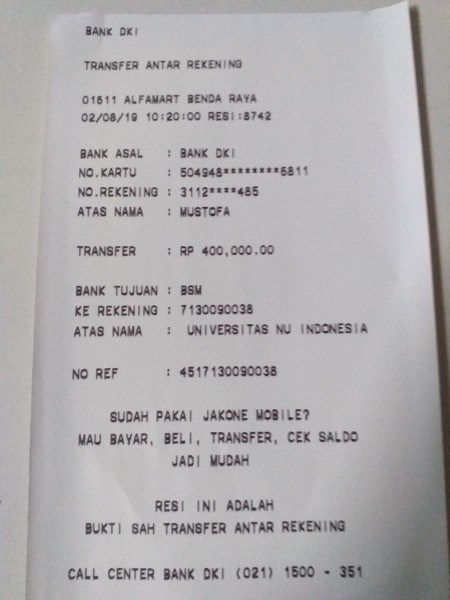 BANK DKI
TRANSFER ANTAR REKENING
01511 ALFAMART BENDA RAYA
02/08/19 10:20:00 RESI:8742
BANK ASAL : BANK DKI
NO.KARTU : 504948********5811
NO.REKENING : 3112****485
ATAS NAMA : MUSTOFA
TRANSFER : RP 400,000.00
BANK TUJUAN : BSM
KE REKENING : 7130090038
ATAS NAMA : UNIVERSITAS NU INDONESIA
NO REF : 4517130090038
SUDAH PAKAI JAKONE MOBILE?
MAU BAYAR, BELI, TRANSFER, CEK SALDO
JADI MUDAH
RESI INI ADALAH
BUKTI SAH TRANSFER ANTAR REKENING
CALL CENTER BANK DKI (021) 1500 - 351